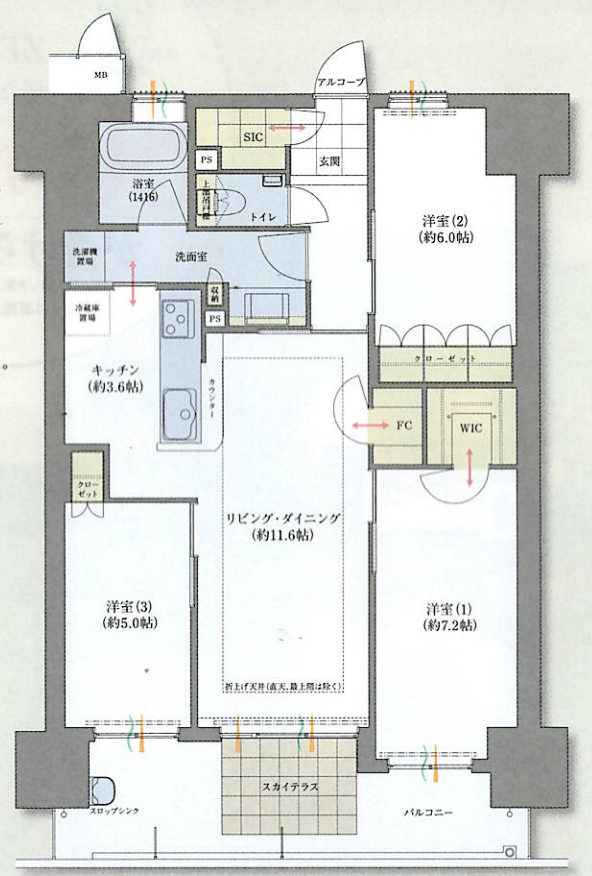 MB
アルコーブ
SIC
PS
玄関
浴室
(1416)
上部吊戸棚
トイレ
洋室(2)
(約6.0帖)
洗濯機
置場
洗面室
収納
PS
冷蔵庫
置場
キッチン
(約3.6帖)
カウンター
クローゼット
FC
WIC
クロー
ゼット
リビング・ダイニング
(約11.6帖)
洋室(3)
(約5.0帖)
洋室(1)
(約7.2帖)
折上げ天井(直天、最上階は除く)
スロップシンク
スカイテラス
バルコニー